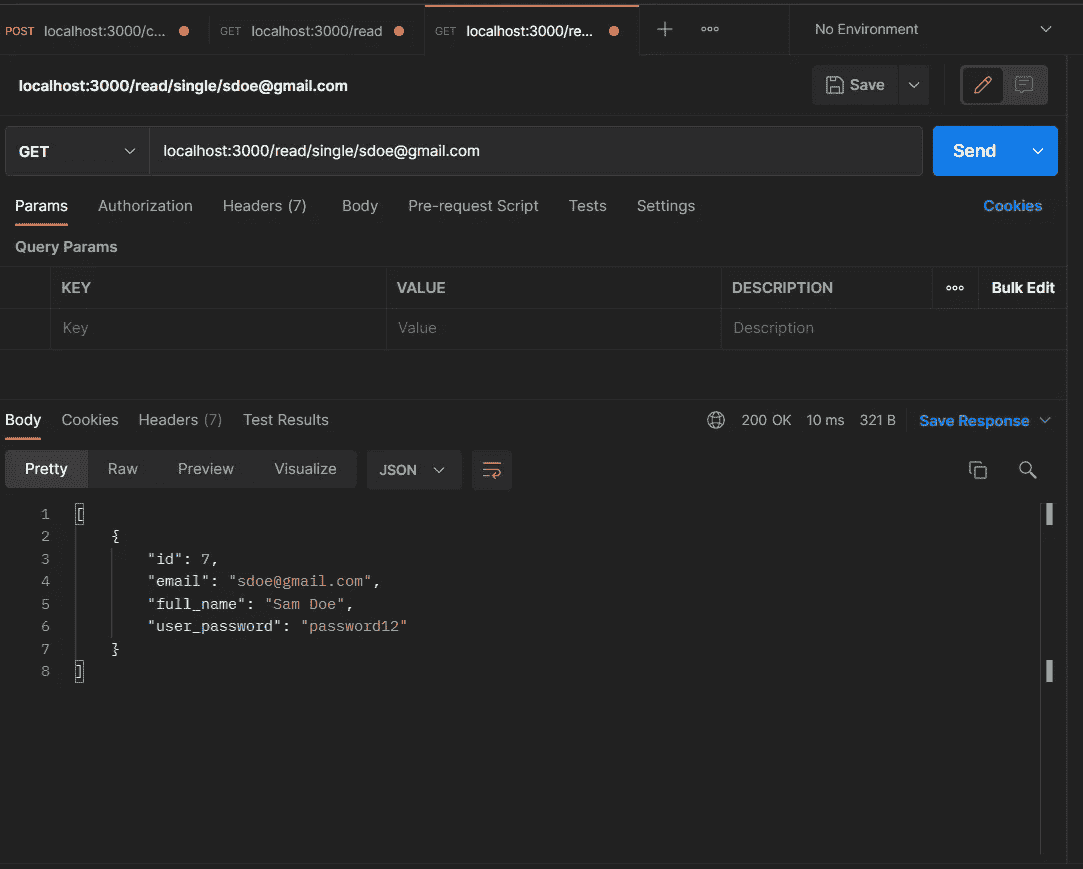 POST localhost:3000/c... GET localhost:3000/read GET localhost:3000/re... No Environment
localhost:3000/read/single/sdoe@gmail.com Save
GET localhost:3000/read/single/sdoe@gmail.com Send
Params Authorization Headers (7) Body Pre-request Script Tests Settings Cookies
Query Params
KEY VALUE DESCRIPTION Bulk Edit
Key Value Description
Body Cookies Headers (7) Test Results 200 OK 10 ms 321 B Save Response
Pretty Raw Preview Visualize JSON
1 [
2 {
3 "id": 7,
4 "email": "sdoe@gmail.com",
5 "full_name": "Sam Doe",
6 "user_password": "password12"
7 }
8 ]